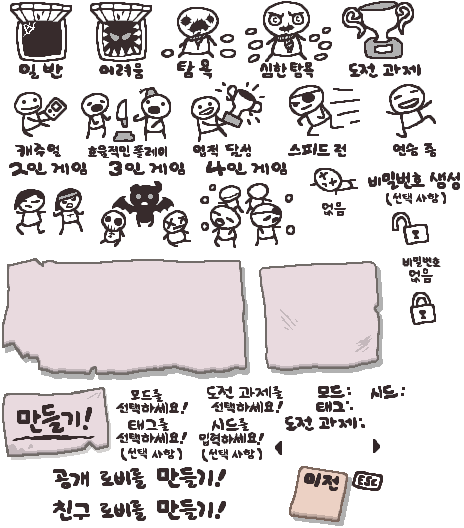 일반 어려움 탐욕 심한 탐욕 도전 과제
캐주얼 효율적인 플레이 업적 달성 스피드 런 연승 중
2인 게임 3인 게임 4인 게임
없음
비밀번호 생성
(선택 사항)
비밀번호
없음
만들기!
모드를
선택하세요!
태그를
선택하세요!
(선택 사항)
도전 과제를
선택하세요!
시드를
입력하세요!
(선택 사항)
모드: 시드:
태그:
도전 과제:
공개 로비를 만들기!
친구 로비를 만들기!
이전 ESC